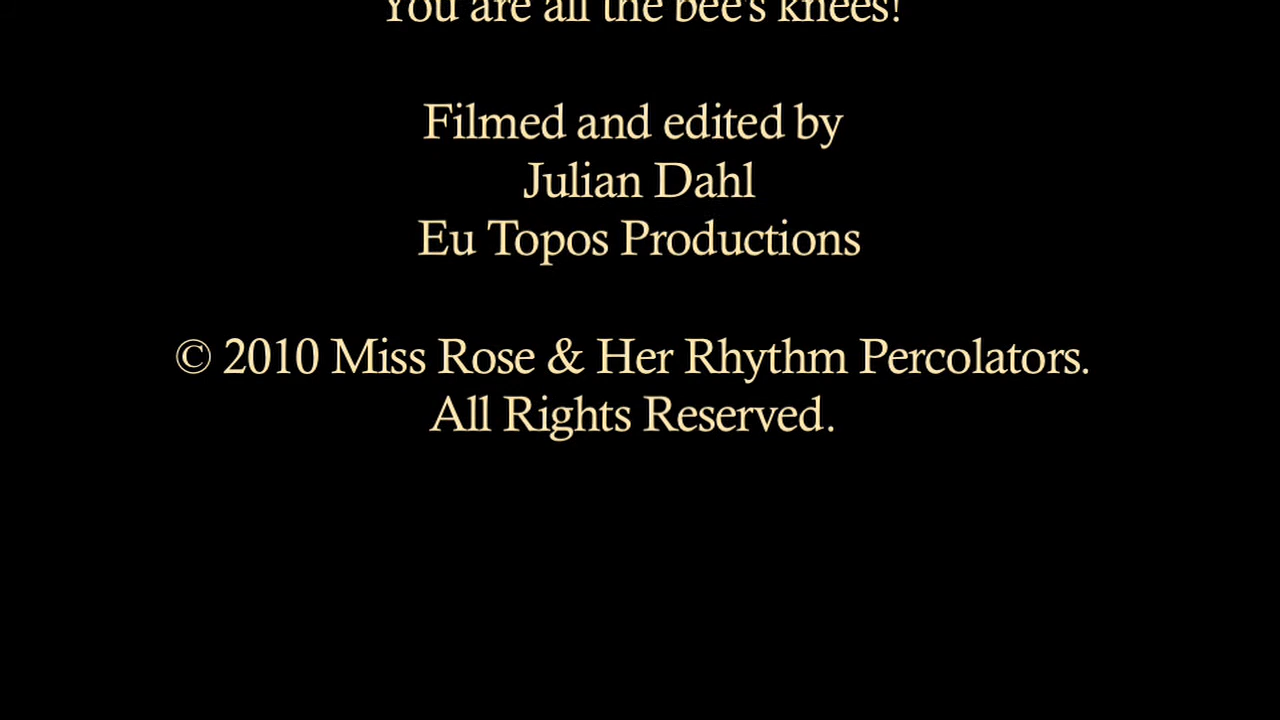 You are all the bee's knees!
Filmed and edited by
Julian Dahl
Eu Topos Productions
© 2010 Miss Rose & Her Rhythm Percolators.
All Rights Reserved.